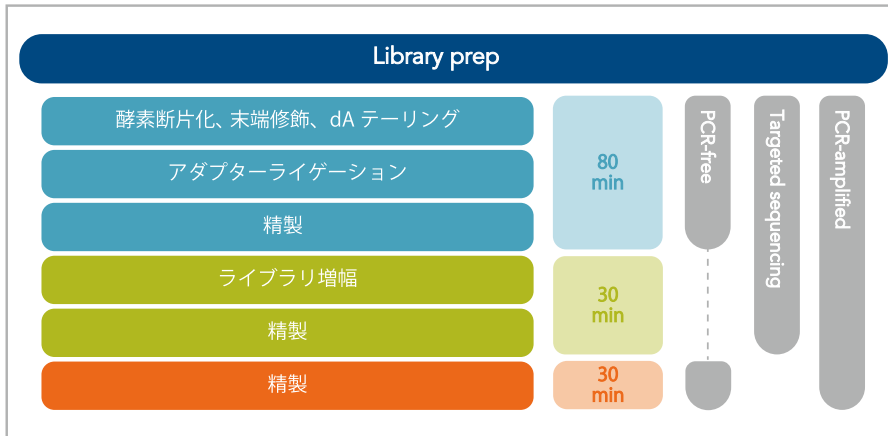 Library prep
酵素断片化、末端修飾、dA テーリング
アダプターライゲーション
精製
80
min
ライブラリ増幅
精製
30
min
精製
30
min
PCR-free
Targeted sequencing
PCR-amplified